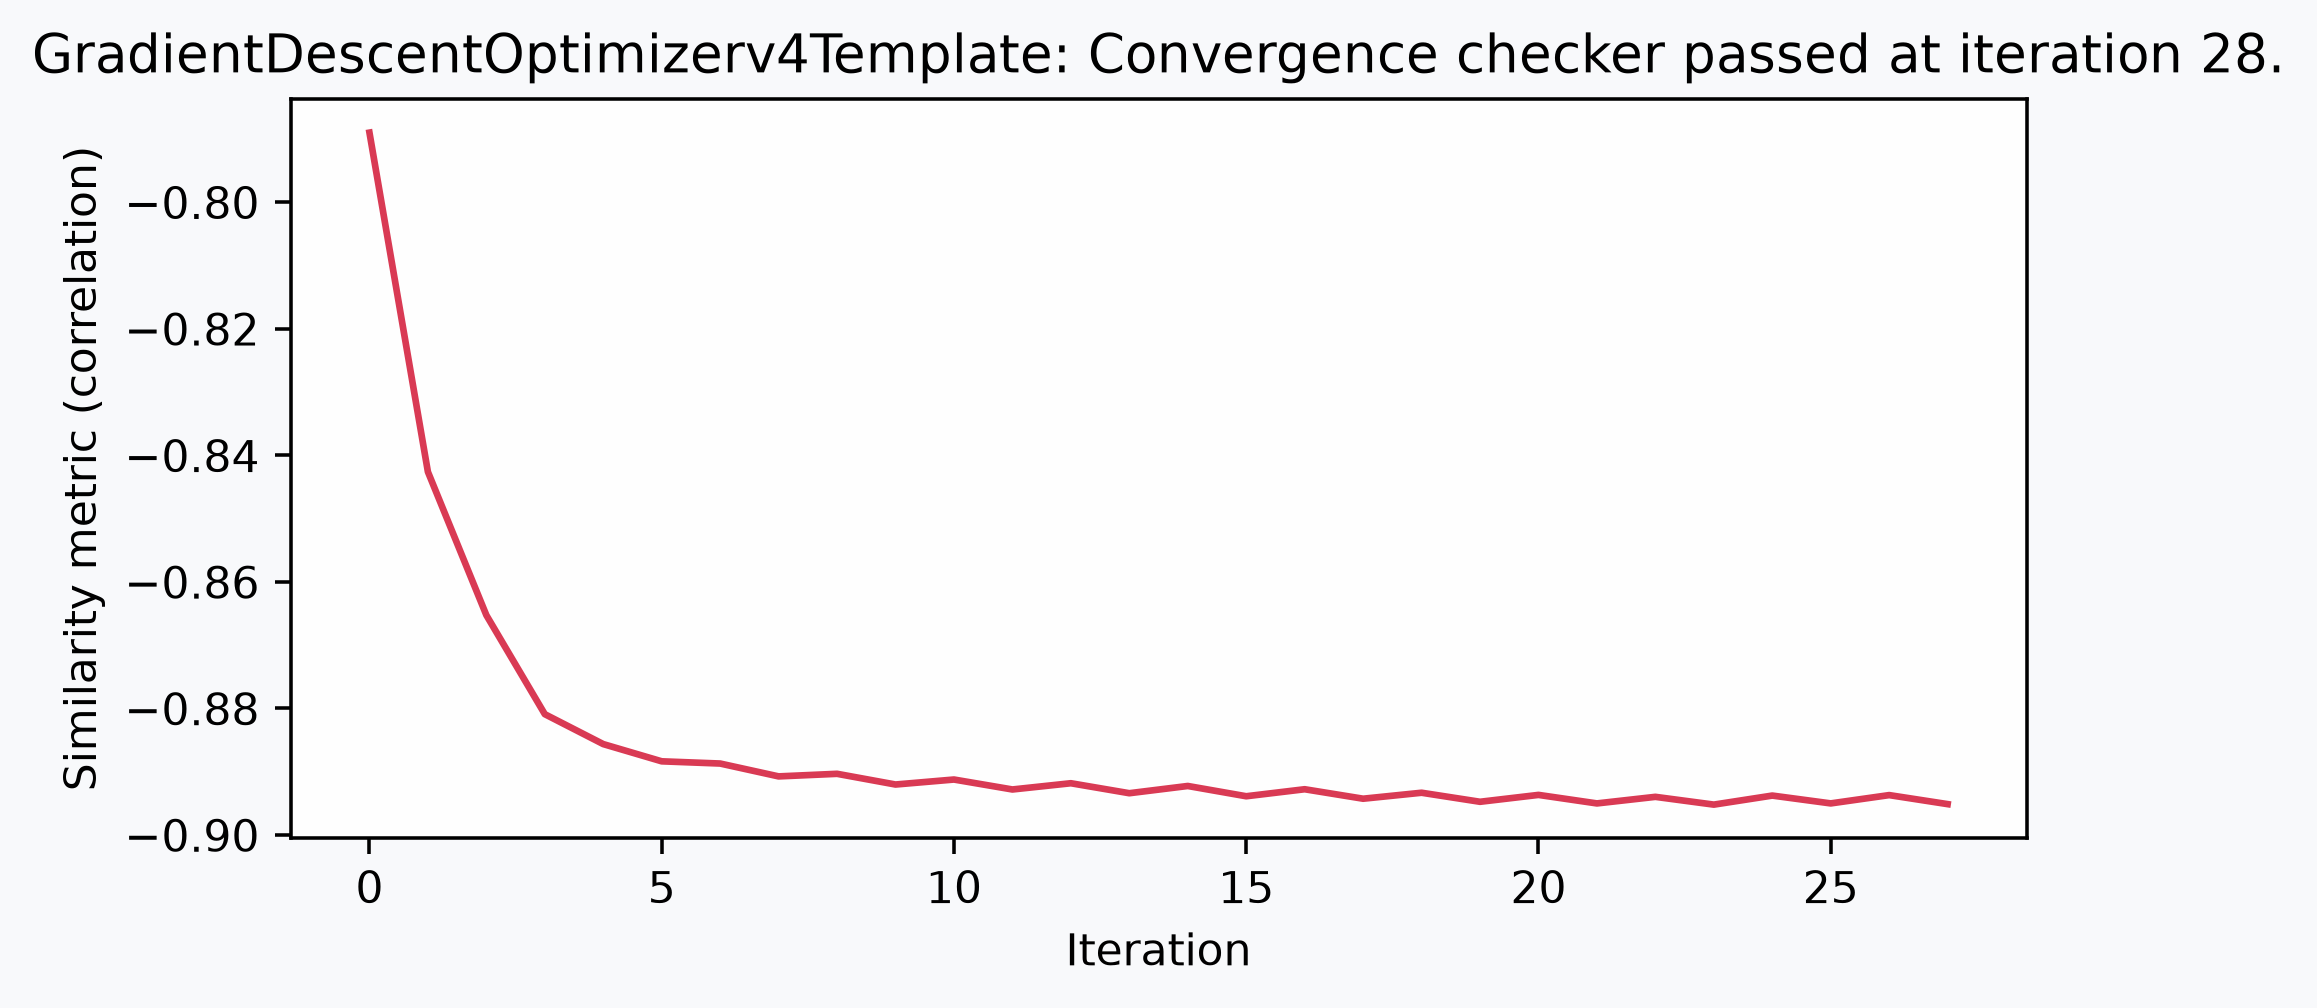 GradientDescentOptimizerv4Template: Convergence checker passed at iteration 28.
Similarity metric (correlation)
−0.80
−0.82
−0.84
−0.86
−0.88
−0.90
0 5 10 15 20 25
Iteration